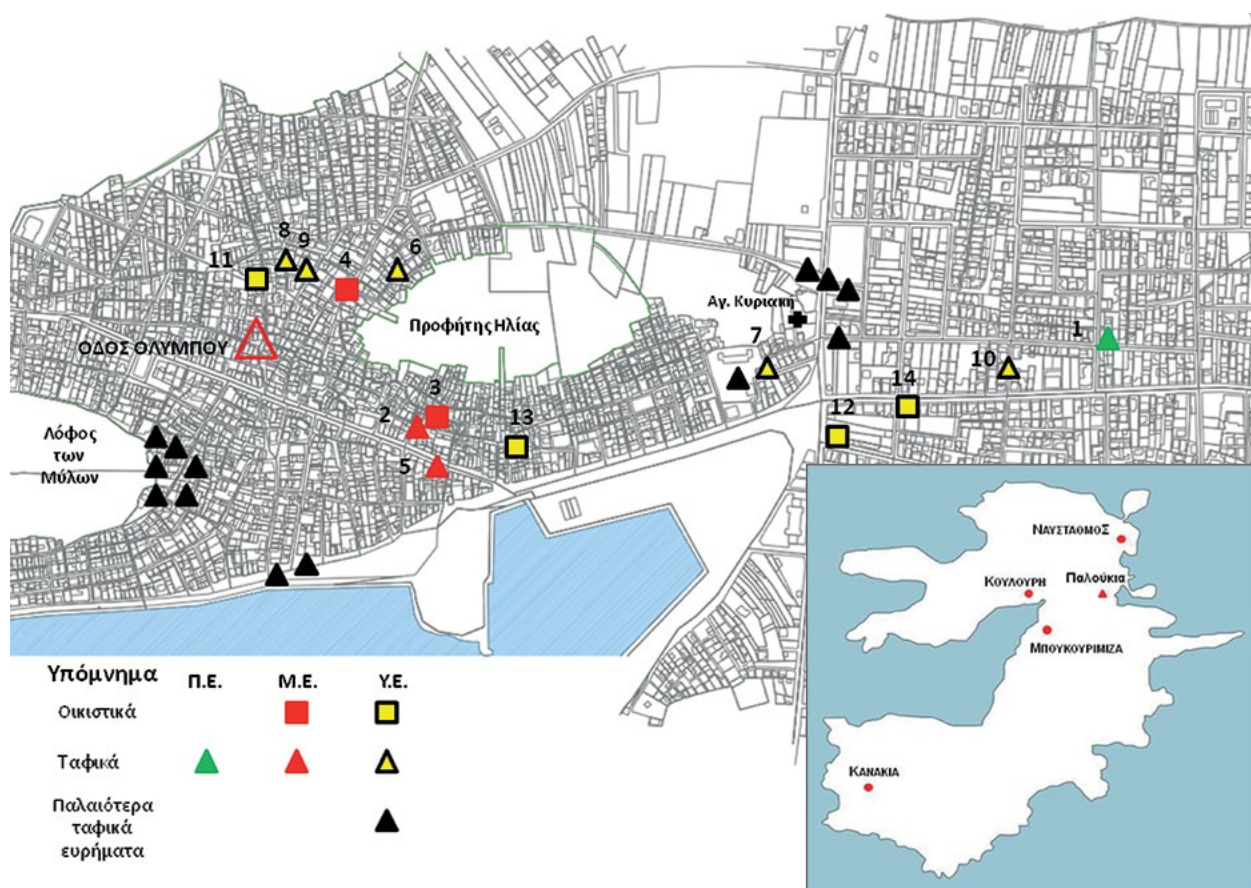 8
9
6
4
11
Προφήτης Ηλίας
Αγ. Κυριακή
ΟΔΟΣ ΟΛΥΜΠΟΥ
7
1
10
3
2
13
14
12
5
Λόφος
των
Μύλων
ΝΑΥΣΤΑΘΜΟΣ
ΚΟΥΛΟΥΡΗ
Παλούκια
ΜΠΟΥΚΟΥΡΙΜΙΖΑ
ΚΑΝΑΚΙΑ
Υπόμνημα
Π.Ε. Μ.Ε. Υ.Ε.
Οικιστικά
Ταφικά
Παλαιότερα
ταφικά
ευρήματα